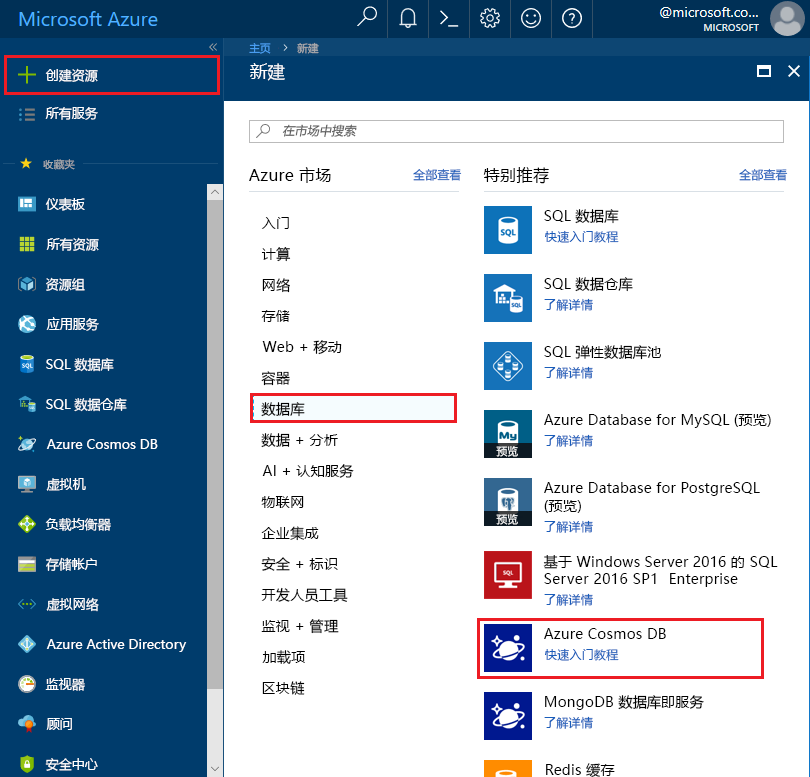 Microsoft Azure
@microsoft.co...
MICROSOFT
创建资源
所有服务
收藏夹
仪表板
所有资源
资源组
应用服务
SQL 数据库
SQL 数据仓库
Azure Cosmos DB
虚拟机
负载均衡器
存储帐户
虚拟网络
Azure Active Directory
监视器
顾问
安全中心
主页 > 新建
新建
在市场中搜索
Azure 市场
全部查看
入门
计算
网络
存储
Web + 移动
容器
数据库
数据 + 分析
AI + 认知服务
物联网
企业集成
安全 + 标识
开发人员工具
监视 + 管理
加载项
区块链
特别推荐
全部查看
SQL
SQL 数据库
快速入门教程
SQL
SQL 数据仓库
了解详情
SQL 弹性数据库池
了解详情
My
预览
Azure Database for MySQL (预览)
了解详情
预览
Azure Database for PostgreSQL
(预览)
了解详情
SQL
基于 Windows Server 2016 的 SQL
Server 2016 SP1 Enterprise
了解详情
Azure Cosmos DB
快速入门教程
MongoDB 数据库即服务
了解详情
Redis 缓存